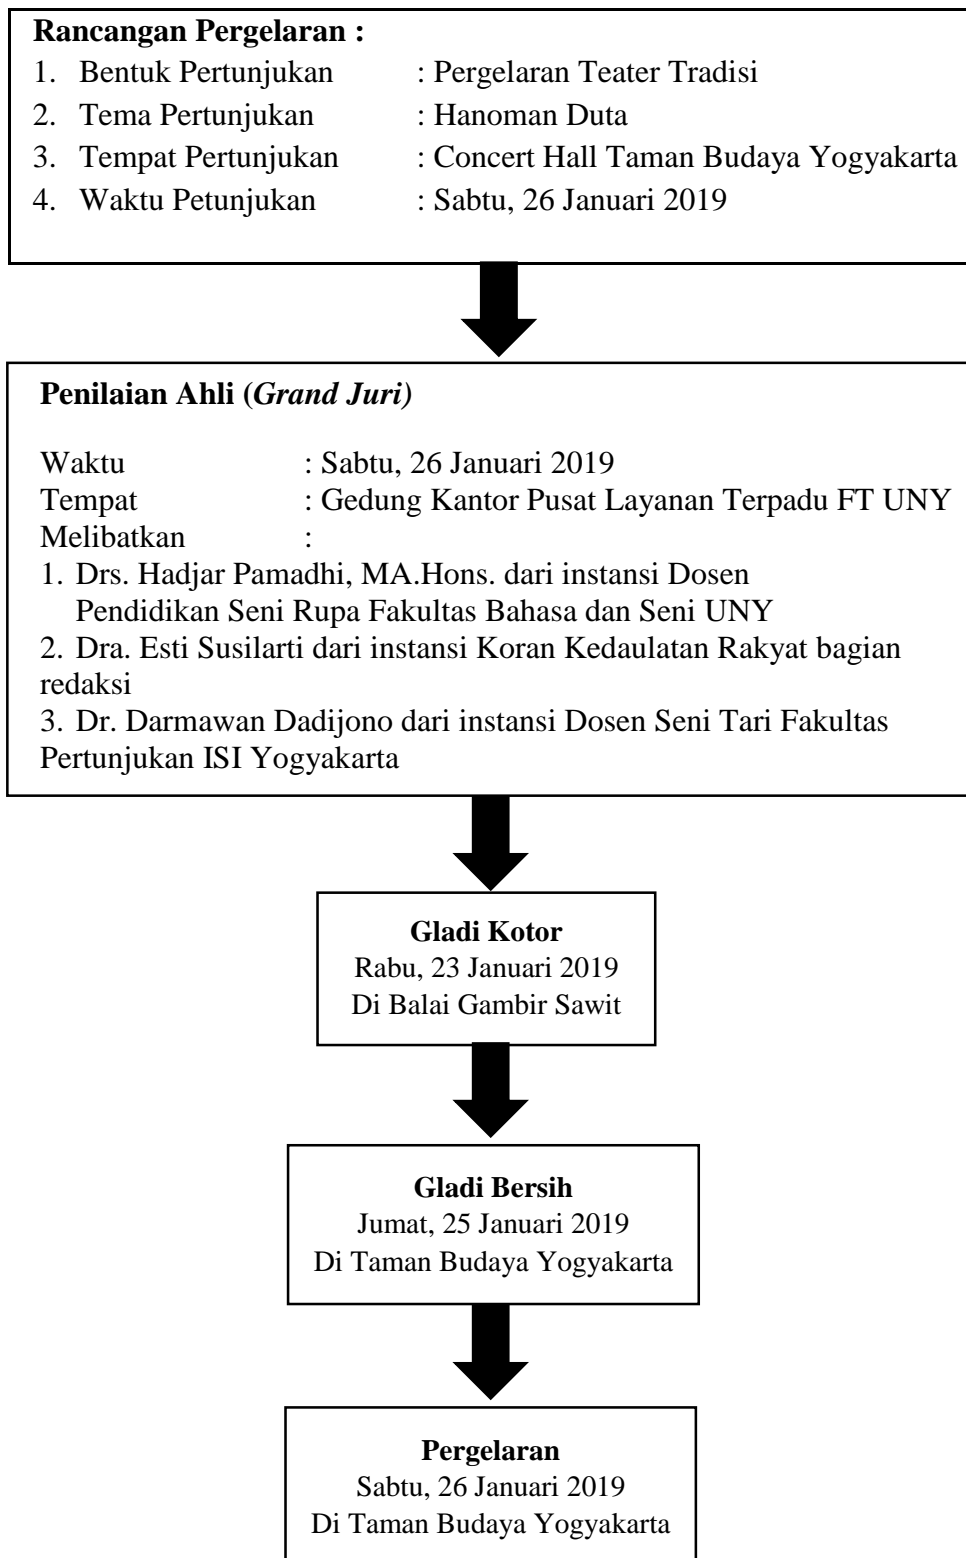 Rancangan Pergelaran :
1. Bentuk Pertunjukan : Pergelaran Teater Tradisi
2. Tema Pertunjukan : Hanoman Duta
3. Tempat Pertunjukan : Concert Hall Taman Budaya Yogyakarta
4. Waktu Petunjukan : Sabtu, 26 Januari 2019
Penilaian Ahli (Grand Juri)
Waktu : Sabtu, 26 Januari 2019
Tempat : Gedung Kantor Pusat Layanan Terpadu FT UNY
Melibatkan :
1. Drs. Hadjar Pamadhi, MA.Hons. dari instansi Dosen
Pendidikan Seni Rupa Fakultas Bahasa dan Seni UNY
2. Dra. Esti Susilarti dari instansi Koran Kedaulatan Rakyat bagian
redaksi
3. Dr. Darmawan Dadijono dari instansi Dosen Seni Tari Fakultas
Pertunjukan ISI Yogyakarta
Gladi Kotor
Rabu, 23 Januari 2019
Di Balai Gambir Sawit
Gladi Bersih
Jumat, 25 Januari 2019
Di Taman Budaya Yogyakarta
Pergelaran
Sabtu, 26 Januari 2019
Di Taman Budaya Yogyakarta